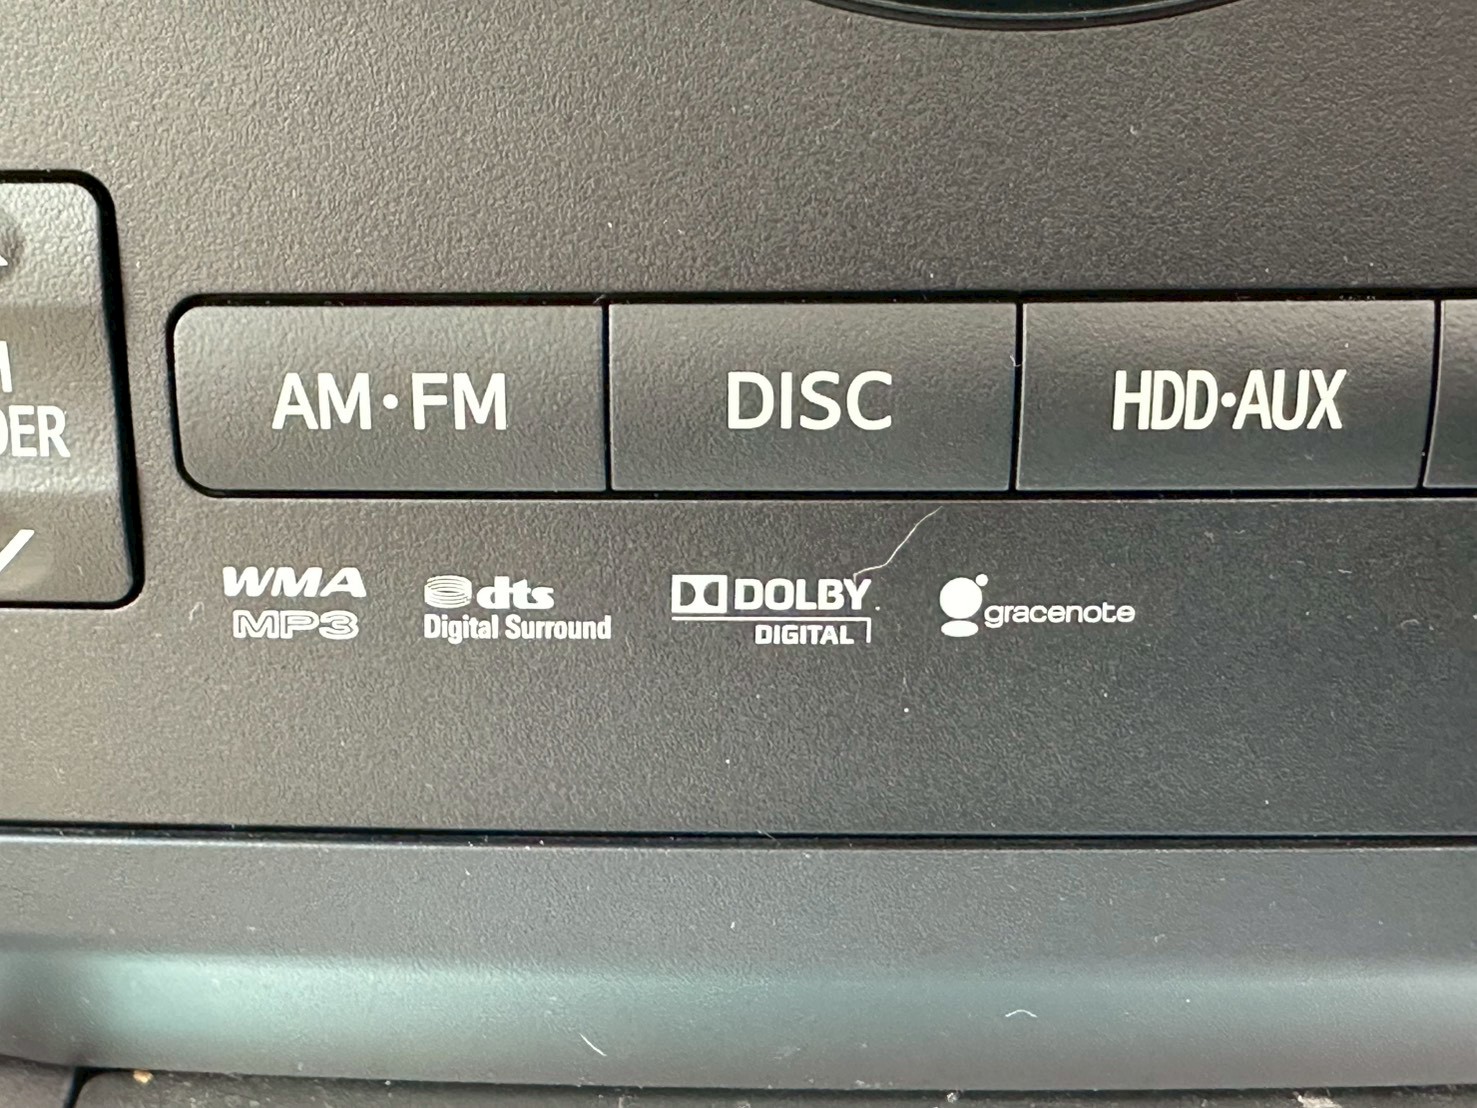 AM•FM
DISC
HDD•AUX
WMA
MP3
dts
Digital Surround
DOLBY
DIGITAL
gracenote